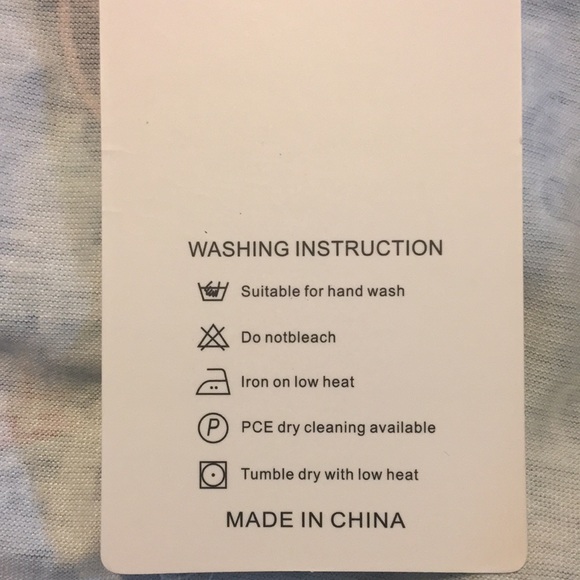 WASHING INSTRUCTION
Suitable for hand wash
Do notbleach
Iron on low heat
P PCE dry cleaning available
Tumble dry with low heat
MADE IN CHINA